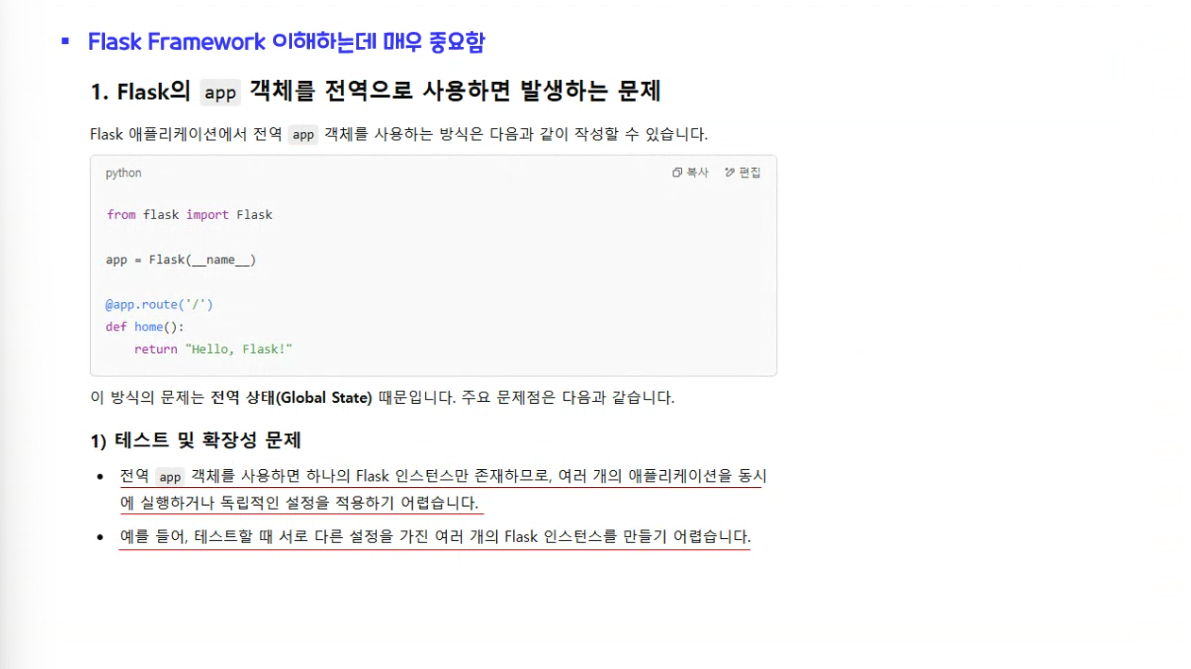 ▪ Flask Framework 이해하는데 매우 중요함
1. Flask의 app 객체를 전역으로 사용하면 발생하는 문제
Flask 애플리케이션에서 전역 app 객체를 사용하는 방식은 다음과 같이 작성할 수 있습니다.
python 복사 편집
from flask import Flask
app = Flask(__name__)
@app.route('/')
def home():
    return "Hello, Flask!"
이 방식의 문제는 전역 상태(Global State) 때문입니다. 주요 문제점은 다음과 같습니다.
1) 테스트 및 확장성 문제
• 전역 app 객체를 사용하면 하나의 Flask 인스턴스만 존재하므로, 여러 개의 애플리케이션을 동시
에 실행하거나 독립적인 설정을 적용하기 어렵습니다.
• 예를 들어, 테스트할 때 서로 다른 설정을 가진 여러 개의 Flask 인스턴스를 만들기 어렵습니다.